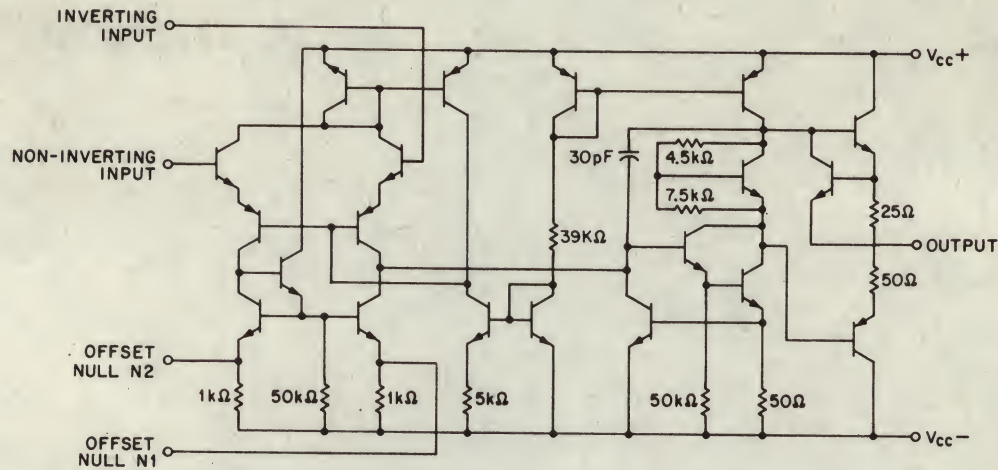 INVERTING
INPUT
VCC+
NON-INVERTING
INPUT
30pF
4.5kΩ
7.5kΩ
25Ω
39KΩ
OUTPUT
50Ω
OFFSET
NULL N2
1kΩ
50kΩ
1kΩ
5kΩ
50kΩ
50Ω
OFFSET
NULL N1
VCC−